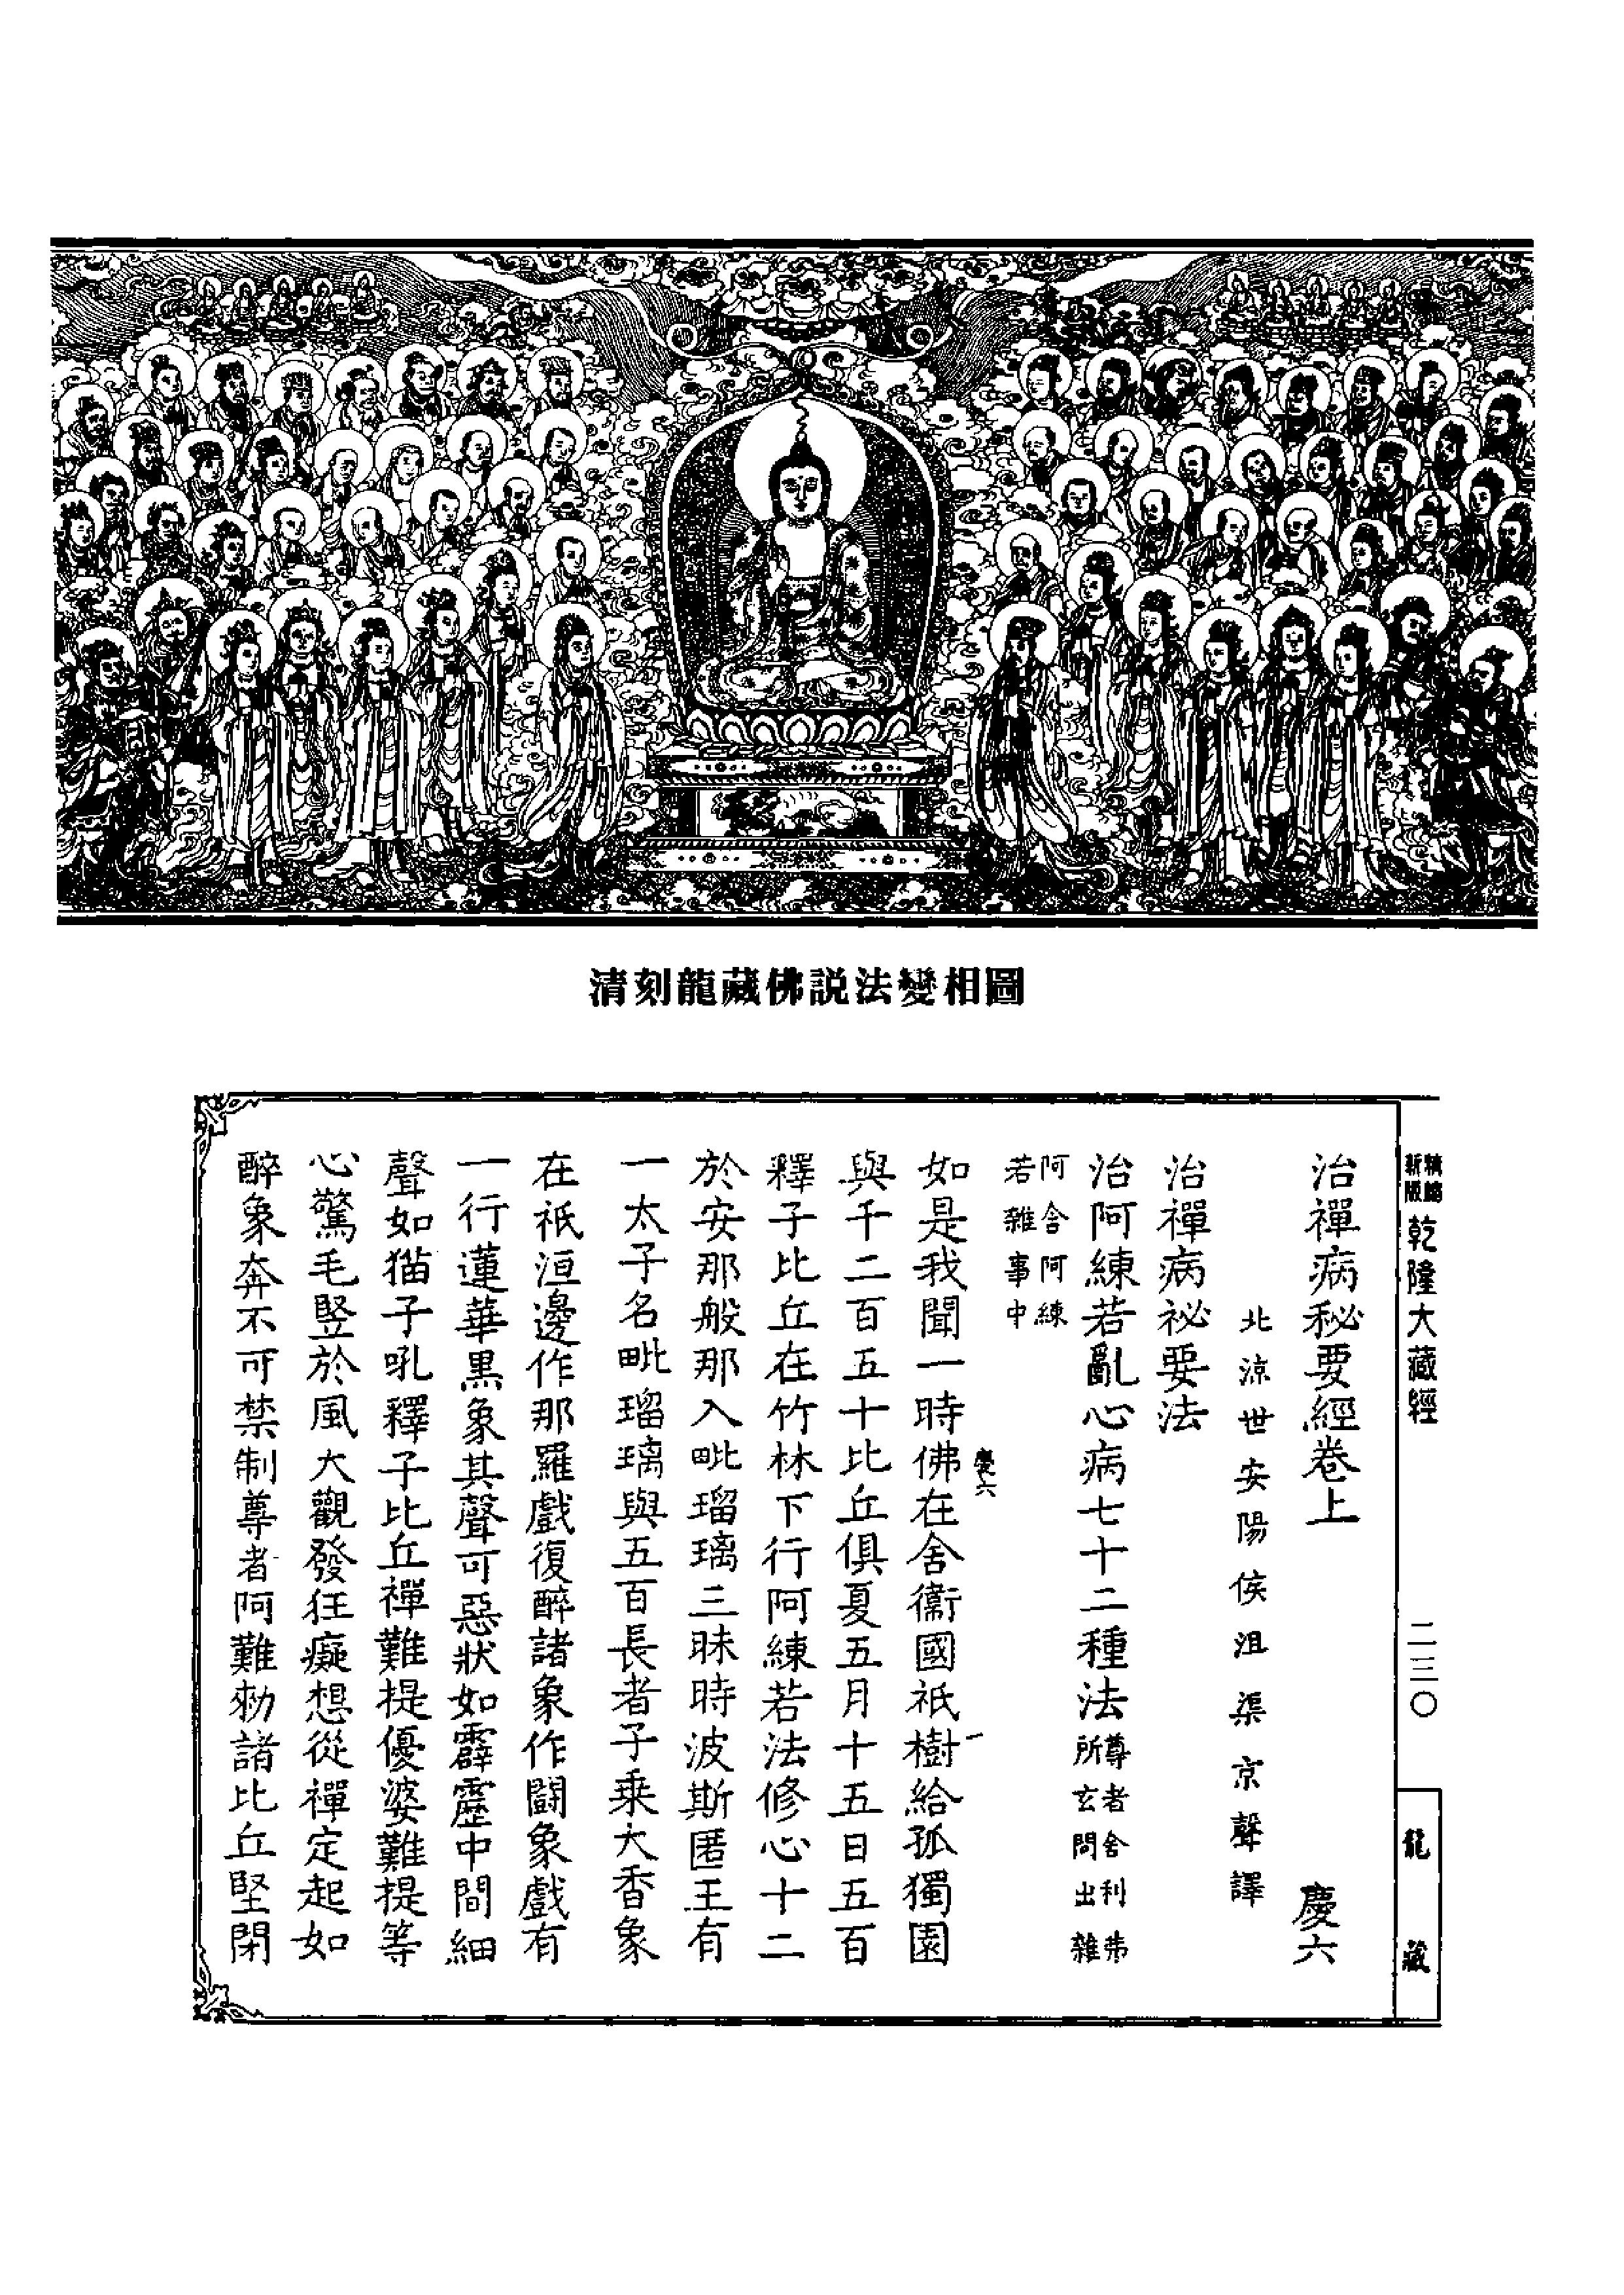 清刻龍藏佛説法變相圖
精縮新版
乾隆大藏經
二三〇
龍藏
治禪病秘要經卷上 慶六
北涼世安陽侯沮渠京聲譯
治禪病祕要法
治阿練若亂心病七十二種法尊者舍利弗所玄問出雜
阿含阿練若雜事中
慶六 一
如是我聞一時佛在舍衞國祇樹給孤獨園
與千二百五十比丘俱夏五月十五日五百
釋子比丘在竹林下行阿練若法修心十二
於安那般那入毗瑠璃三昧時波斯匿王有
一太子名毗瑠璃與五百長者子乘大香象
在祇洹邊作那羅戲復醉諸象作鬪象戲有
一行蓮華黑象其聲可惡狀如霹靂中間細
聲如猫子吼釋子比丘禪難提優婆難提等
心驚毛竪於風大觀發狂癡想從禪定起如
醉象奔不可禁制尊者阿難勑諸比丘堅閉